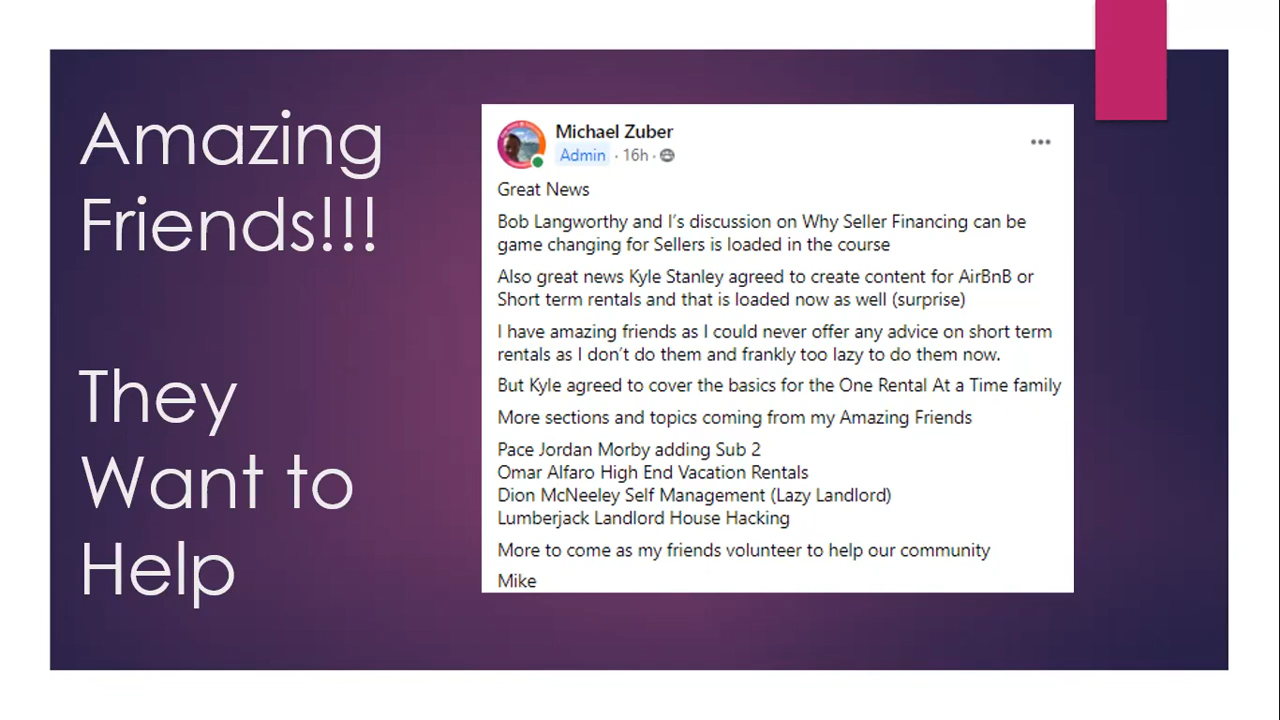 Amazing
Friends!!!
They
Want to
Help
Michael Zuber
Admin · 16h ·
Great News
Bob Langworthy and I's discussion on Why Seller Financing can be
game changing for Sellers is loaded in the course
Also great news Kyle Stanley agreed to create content for AirBnB or
Short term rentals and that is loaded now as well (surprise)
I have amazing friends as I could never offer any advice on short term
rentals as I don't do them and frankly too lazy to do them now.
But Kyle agreed to cover the basics for the One Rental At a Time family
More sections and topics coming from my Amazing Friends
Pace Jordan Morby adding Sub 2
Omar Alfaro High End Vacation Rentals
Dion McNeeley Self Management (Lazy Landlord)
Lumberjack Landlord House Hacking
More to come as my friends volunteer to help our community
Mike